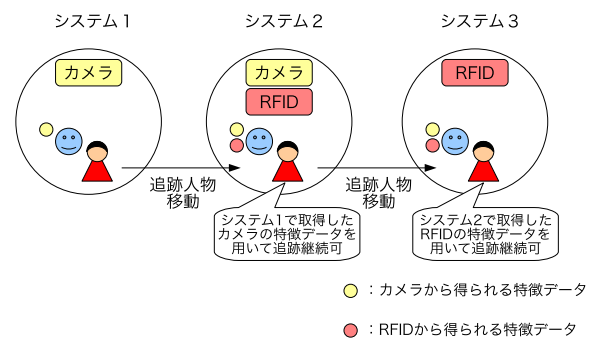 システム1
システム2
システム3
カメラ
カメラ
RFID
RFID
追跡人物
移動
追跡人物
移動
システム1で取得した
カメラの特徴データを
用いて追跡継続可
システム2で取得した
RFIDの特徴データを
用いて追跡継続可
：カメラから得られる特徴データ
：RFIDから得られる特徴データ